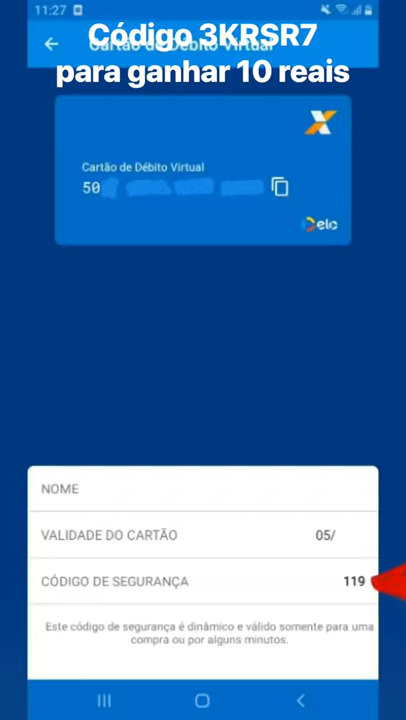 11:27
Código 3KRSR7
Cartão de Débito Virtual
para ganhar 10 reais
Cartão de Débito Virtual
50
elo
NOME
VALIDADE DO CARTÃO 05/
CÓDIGO DE SEGURANÇA 119
Este código de segurança é dinâmico e válido somente para uma
compra ou por alguns minutos.